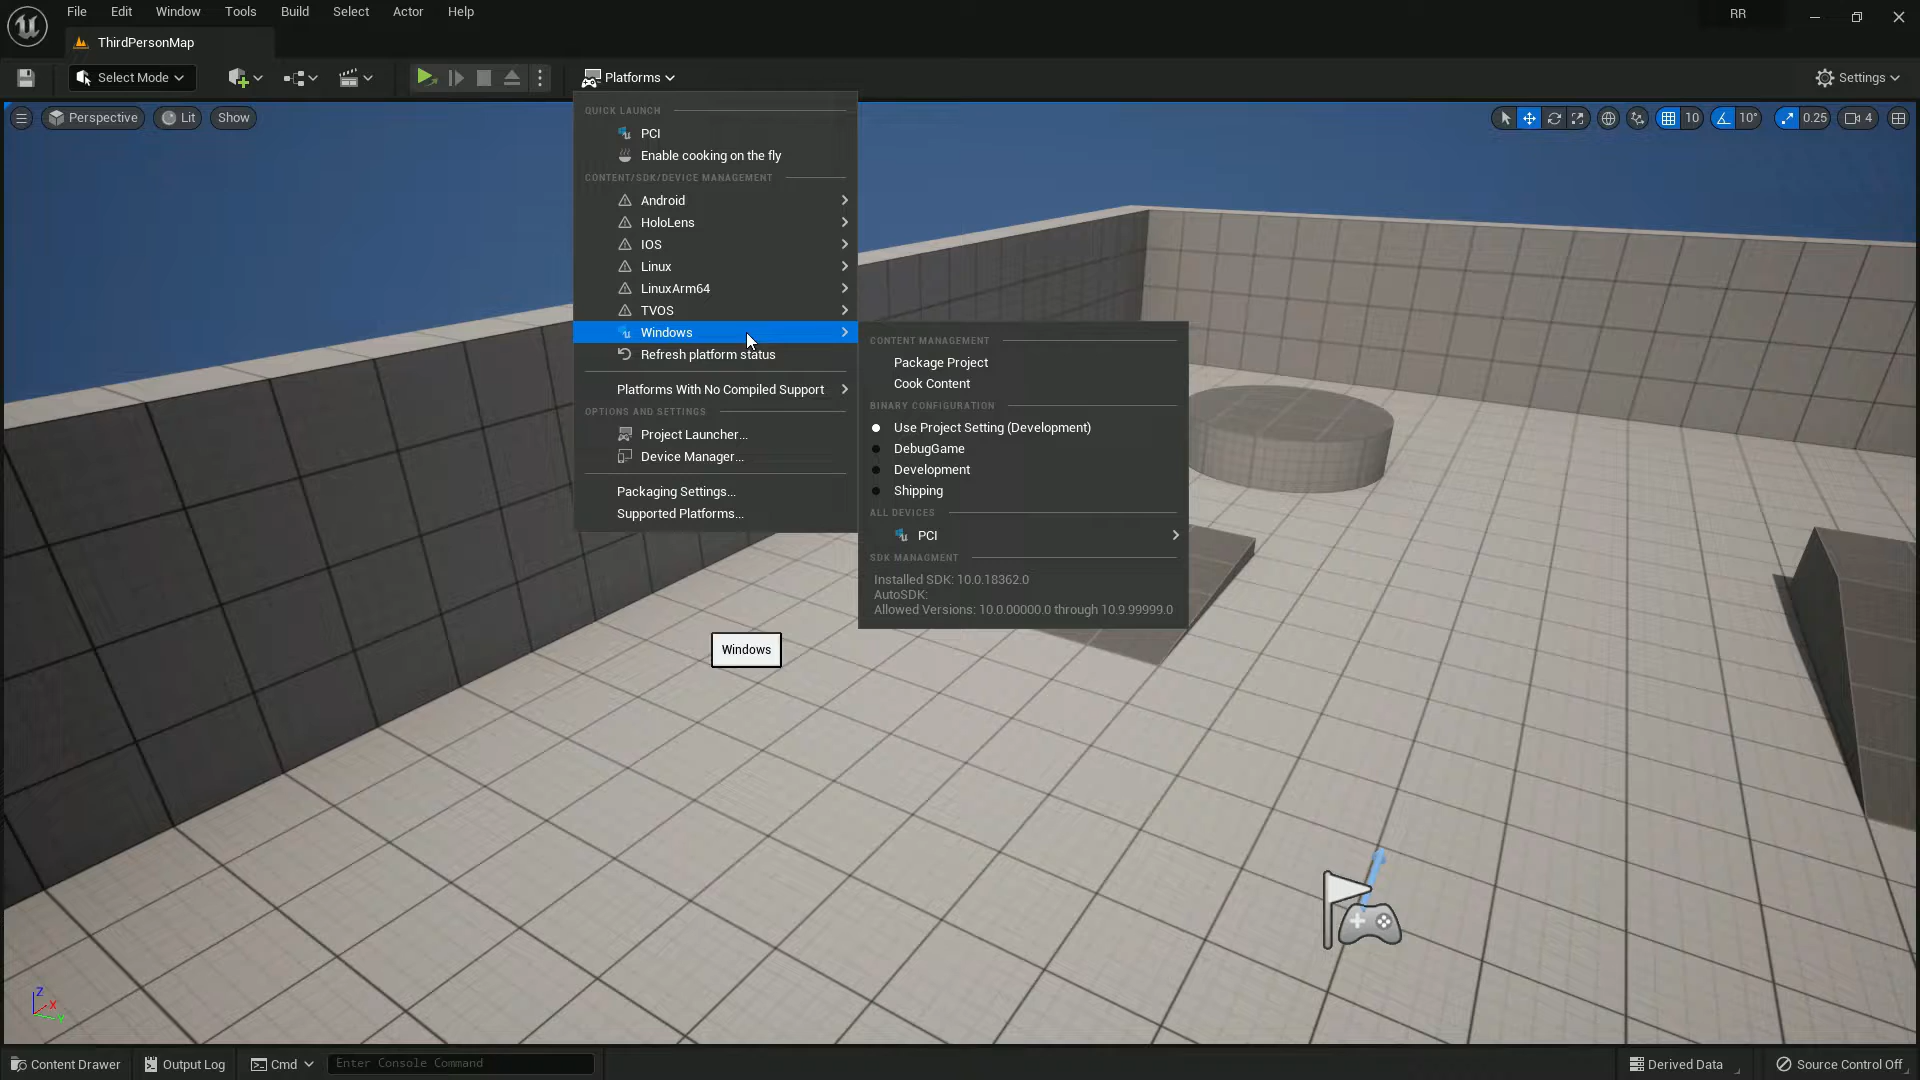 File Edit Window Tools Build Select Actor Help
RR
ThirdPersonMap
Select Mode
Platforms
Settings
Perspective
Lit
Show
10
10°
0.25
4
QUICK LAUNCH
PCI
Enable cooking on the fly
CONTENT/SDK/DEVICE MANAGEMENT
Android
HoloLens
IOS
Linux
LinuxArm64
TVOS
Windows
Refresh platform status
Platforms With No Compiled Support
OPTIONS AND SETTINGS
Project Launcher...
Device Manager...
Packaging Settings...
Supported Platforms...
CONTENT MANAGEMENT
Package Project
Cook Content
BINARY CONFIGURATION
Use Project Setting (Development)
DebugGame
Development
Shipping
ALL DEVICES
PCI
SDK MANAGMENT
Installed SDK: 10.0.18362.0
AutoSDK:
Allowed Versions: 10.0.00000.0 through 10.9.99999.0
Windows
Z
X
Y
Content Drawer
Output Log
Cmd
Enter Console Command
Derived Data
Source Control Off